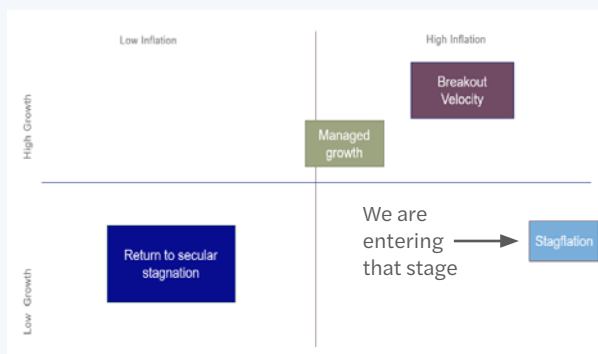 Low Inflation
High Inflation
High Growth
Breakout
Velocity
Managed
growth
Low Growth
Return to secular
stagnation
We are
entering
that stage
Stagflation